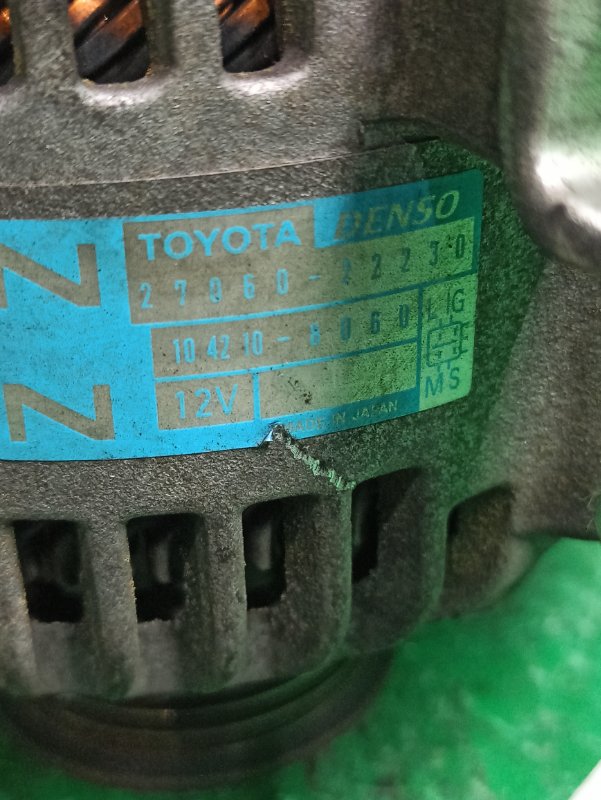 TOYOTA DENSO
27060-22230
104210-8060
12V
L IG
M S
MADE IN JAPAN